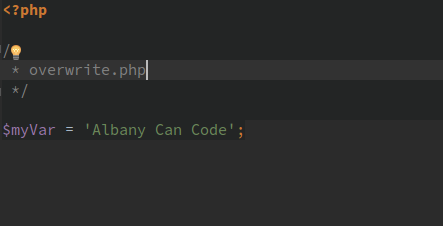 <?php
/
* overwrite.php
*/
$myVar = 'Albany Can Code';